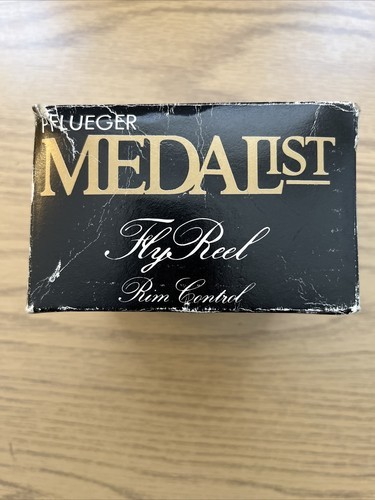 PFLUEGER
MEDALIST
Fly Reel
Rim Control